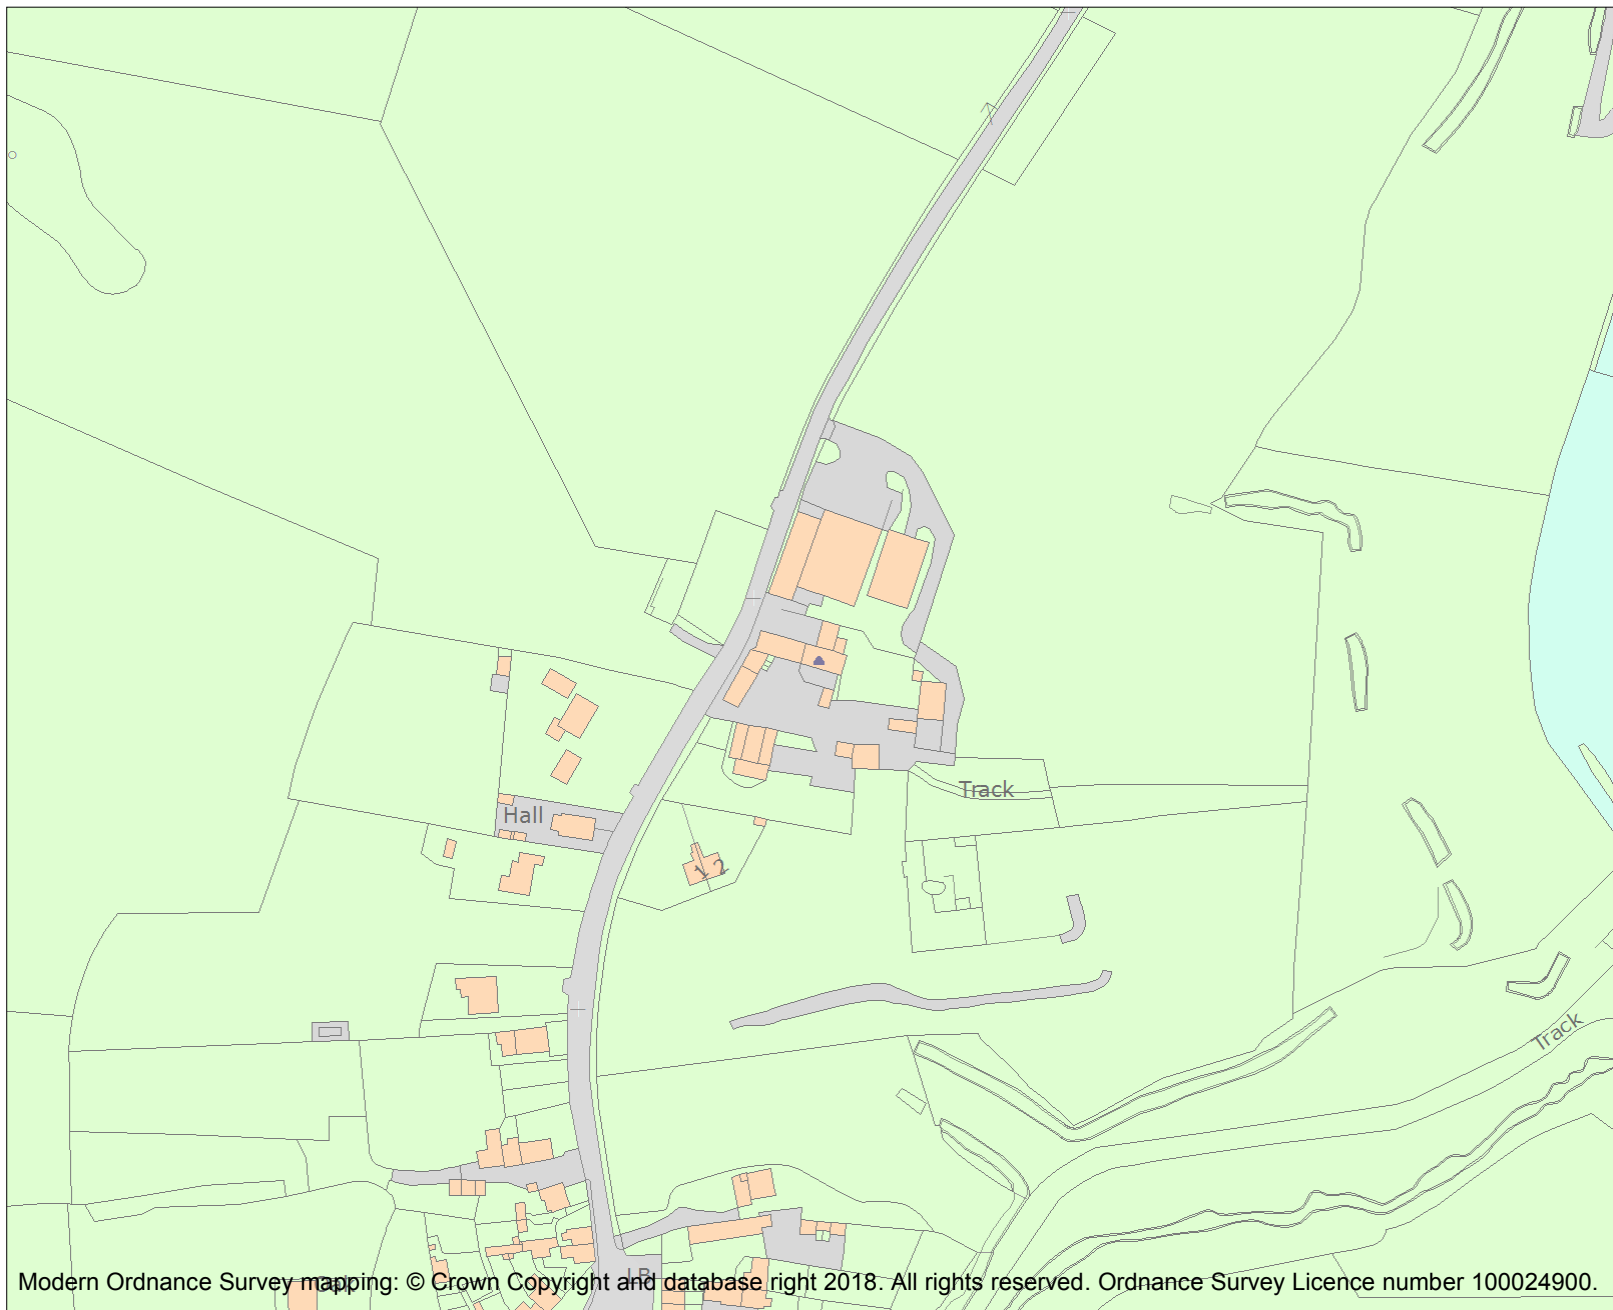 Track
Hall
1 2
Track
LB
Modern Ordnance Survey mapping: © Crown Copyright and database right 2018. All rights reserved. Ordnance Survey Licence number 100024900.